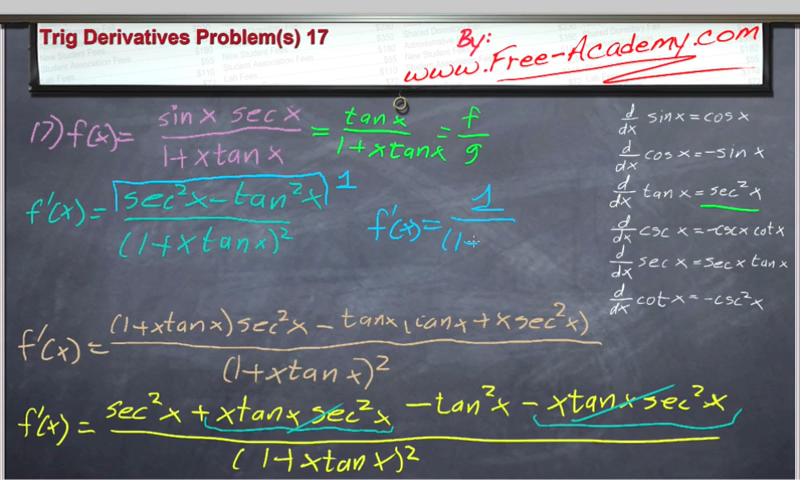 Trig Derivatives Problem(s) 17
By:
www.Free-Academy.com
17) f(x) = sin x sec x / 1+x tan x = tan x / 1+x tan x = f / g
f'(x) = sec²x - tan²x / (1+x tan x)² 1
f'(x) = 1 / (1+
f'(x) = (1+x tan x) sec²x - tan x (tan x + x sec²x) / (1+x tan x)²
f'(x) = sec²x + x tan x sec²x - tan²x - x tan x sec²x / (1+x tan x)²
d/dx sin x = cos x
d/dx cos x = -sin x
d/dx tan x = sec²x
d/dx csc x = -csc x cot x
d/dx sec x = sec x tan x
d/dx cot x = -csc²x